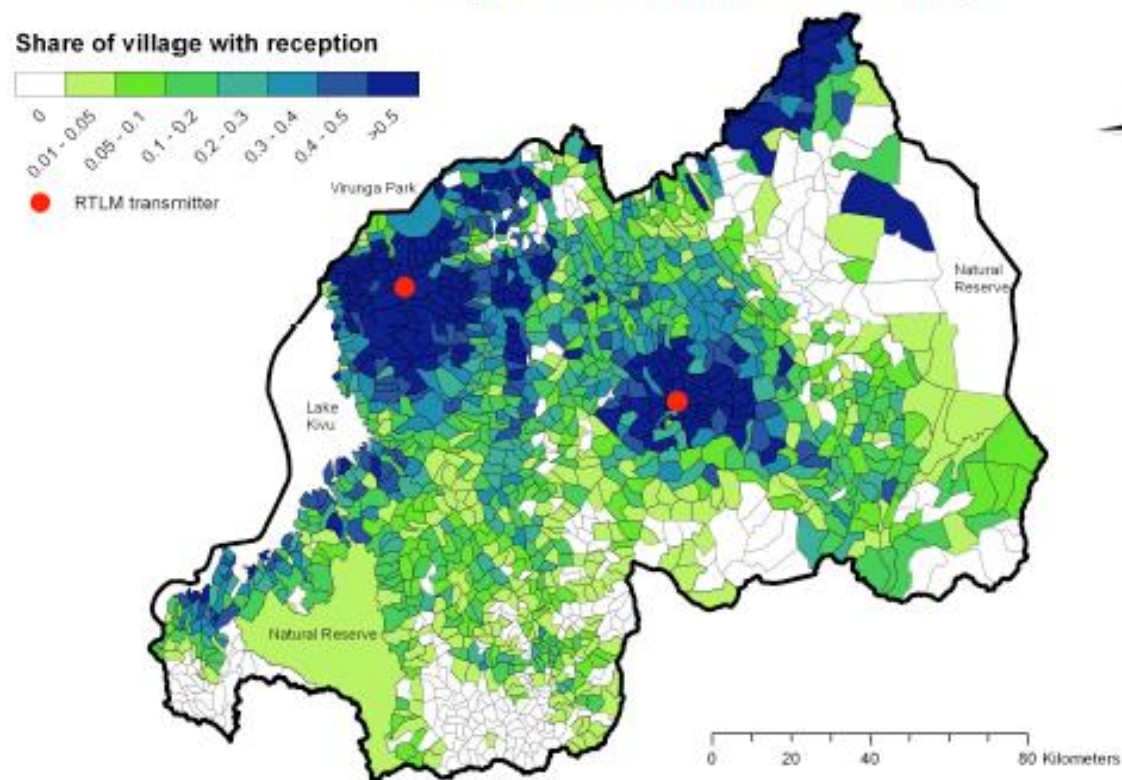 Share of village with reception
0
0.01 - 0.05
0.05 - 0.1
0.1 - 0.2
0.2 - 0.3
0.3 - 0.4
0.4 - 0.5
>0.5
RTLM transmitter
Virunga Park
Natural
Reserve
Lake
Kivu
Natural Reserve
0 20 40 80 Kilometers